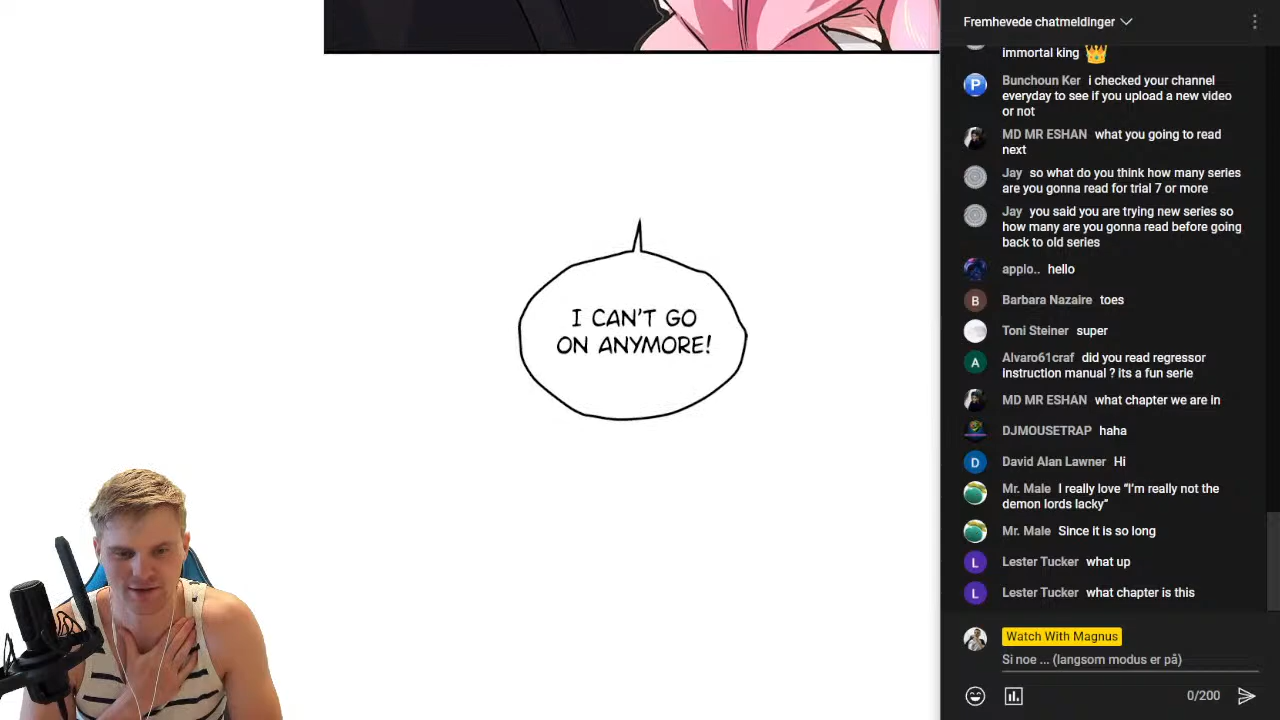 I CAN'T GO
ON ANYMORE!
Fremhevede chatmeldinger
immortal king
Bunchoun Ker i checked your channel
everyday to see if you upload a new video
or not
MD MR ESHAN what you going to read
next
Jay so what do you think how many series
are you gonna read for trial 7 or more
Jay you said you are trying new series so
how many are you gonna read before going
back to old series
applo.. hello
Barbara Nazaire toes
Toni Steiner super
Alvaro61craf did you read regressor
instruction manual ? its a fun serie
MD MR ESHAN what chapter we are in
DJMOUSETRAP haha
David Alan Lawner Hi
Mr. Male I really love “I’m really not the
demon lords lacky”
Mr. Male Since it is so long
Lester Tucker what up
Lester Tucker what chapter is this
Watch With Magnus
Si noe ... (langsom modus er på)
0/200
P
B
A
D
L
L